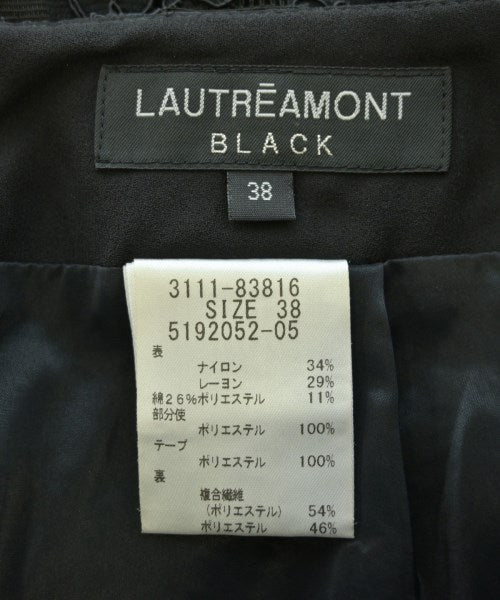 LAUTRĒAMONT
BLACK
38
3111-83816
SIZE 38
5192052-05
表
ナイロン 34%
レーヨン 29%
綿26%ポリエステル 11%
部分使
ポリエステル 100%
テープ
ポリエステル 100%
裏
複合繊維
(ポリエステル) 54%
ポリエステル 46%